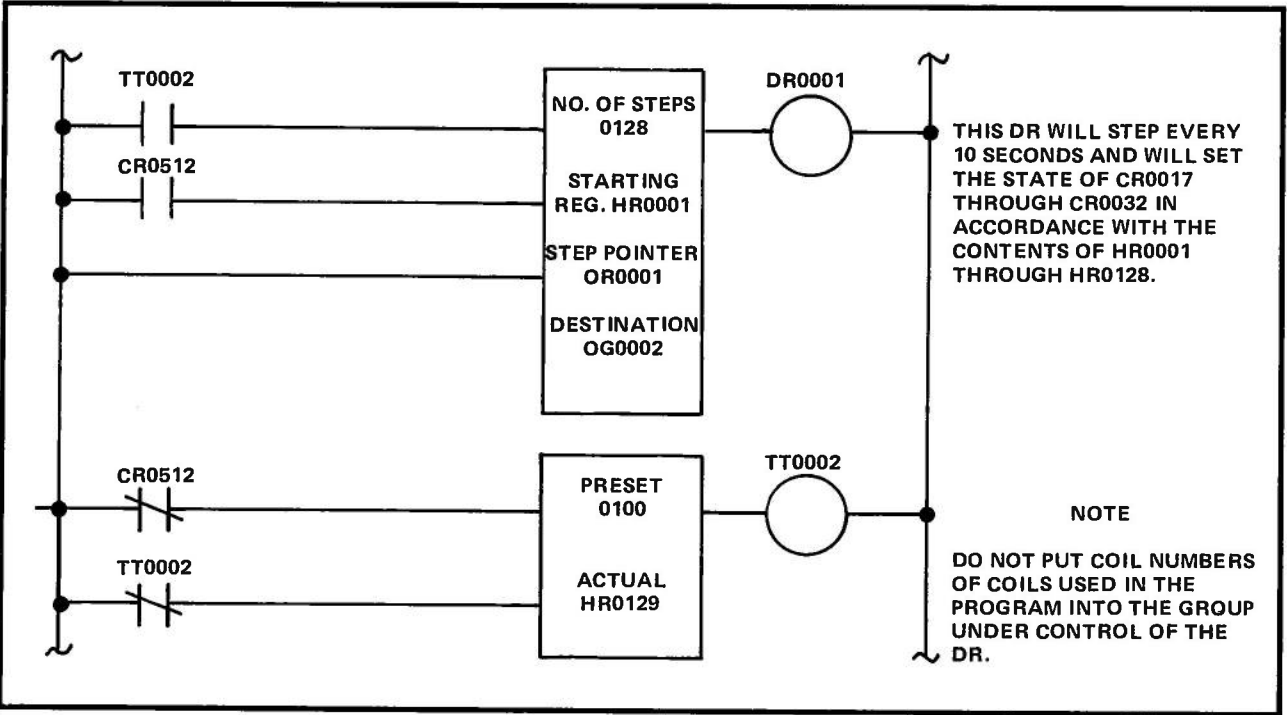 TT0002
CR0512
NO. OF STEPS
0128
STARTING
REG. HR0001
STEP POINTER
OR0001
DESTINATION
OG0002
DR0001
THIS DR WILL STEP EVERY
10 SECONDS AND WILL SET
THE STATE OF CR0017
THROUGH CR0032 IN
ACCORDANCE WITH THE
CONTENTS OF HR0001
THROUGH HR0128.
CR0512
TT0002
PRESET
0100
ACTUAL
HR0129
TT0002
NOTE
DO NOT PUT COIL NUMBERS
OF COILS USED IN THE
PROGRAM INTO THE GROUP
UNDER CONTROL OF THE
DR.